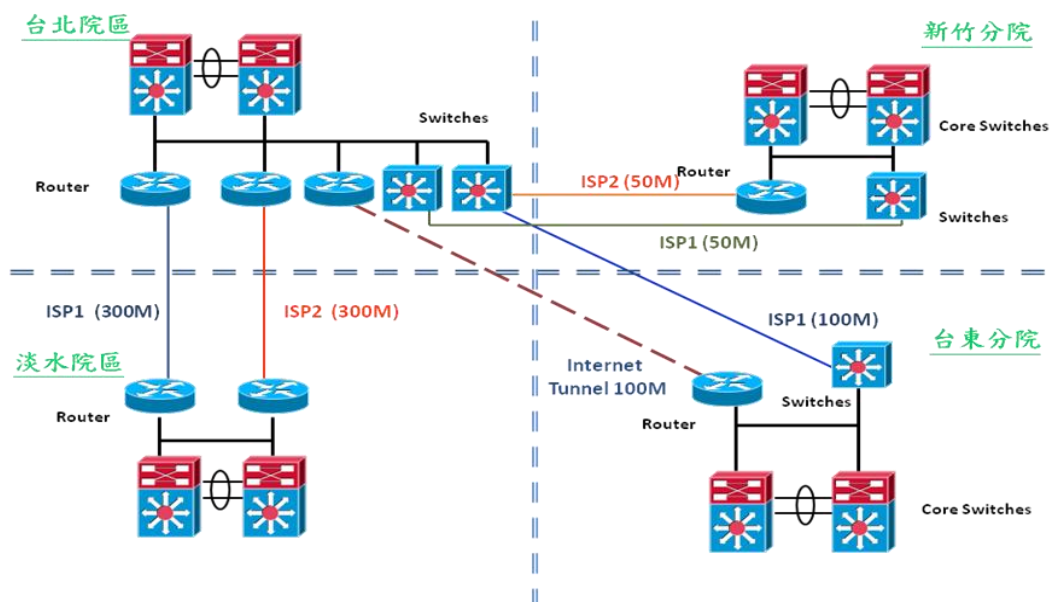 台北院區
新竹分院
Switches
Core Switches
Router
ISP2 (50M)
Router
Switches
ISP1 (50M)
ISP1 (300M)
ISP2 (300M)
ISP1 (100M)
台東分院
淡水院區
Internet
Tunnel 100M
Switches
Router
Router
Core Switches